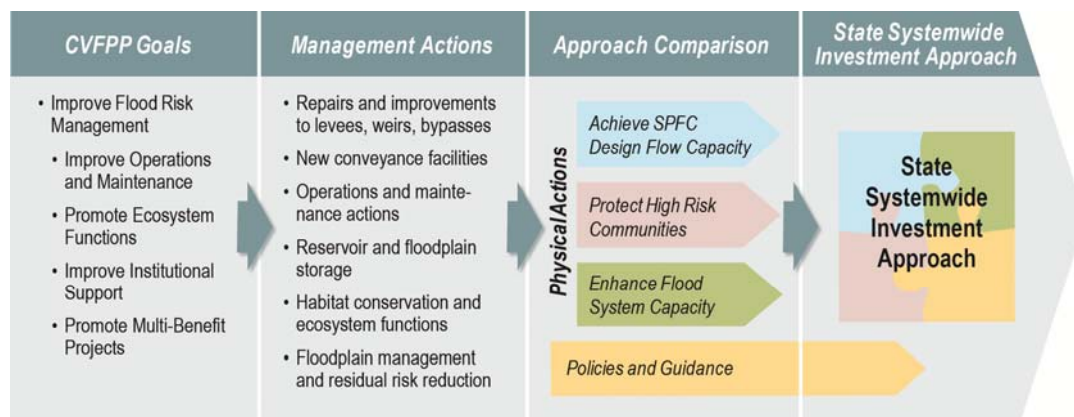 CVFPP Goals
• Improve Flood Risk
Management
• Improve Operations
and Maintenance
• Promote Ecosystem
Functions
• Improve Institutional
Support
• Promote Multi-Benefit
Projects
Management Actions
• Repairs and improvements
to levees, weirs, bypasses
• New conveyance facilities
• Operations and mainte-
nance actions
• Reservoir and floodplain
storage
• Habitat conservation and
ecosystem functions
• Floodplain management
and residual risk reduction
Approach Comparison
Physical Actions
Achieve SPFC
Design Flow Capacity
Protect High Risk
Communities
Enhance Flood
System Capacity
Policies and Guidance
State Systemwide
Investment Approach
State
Systemwide
Investment
Approach